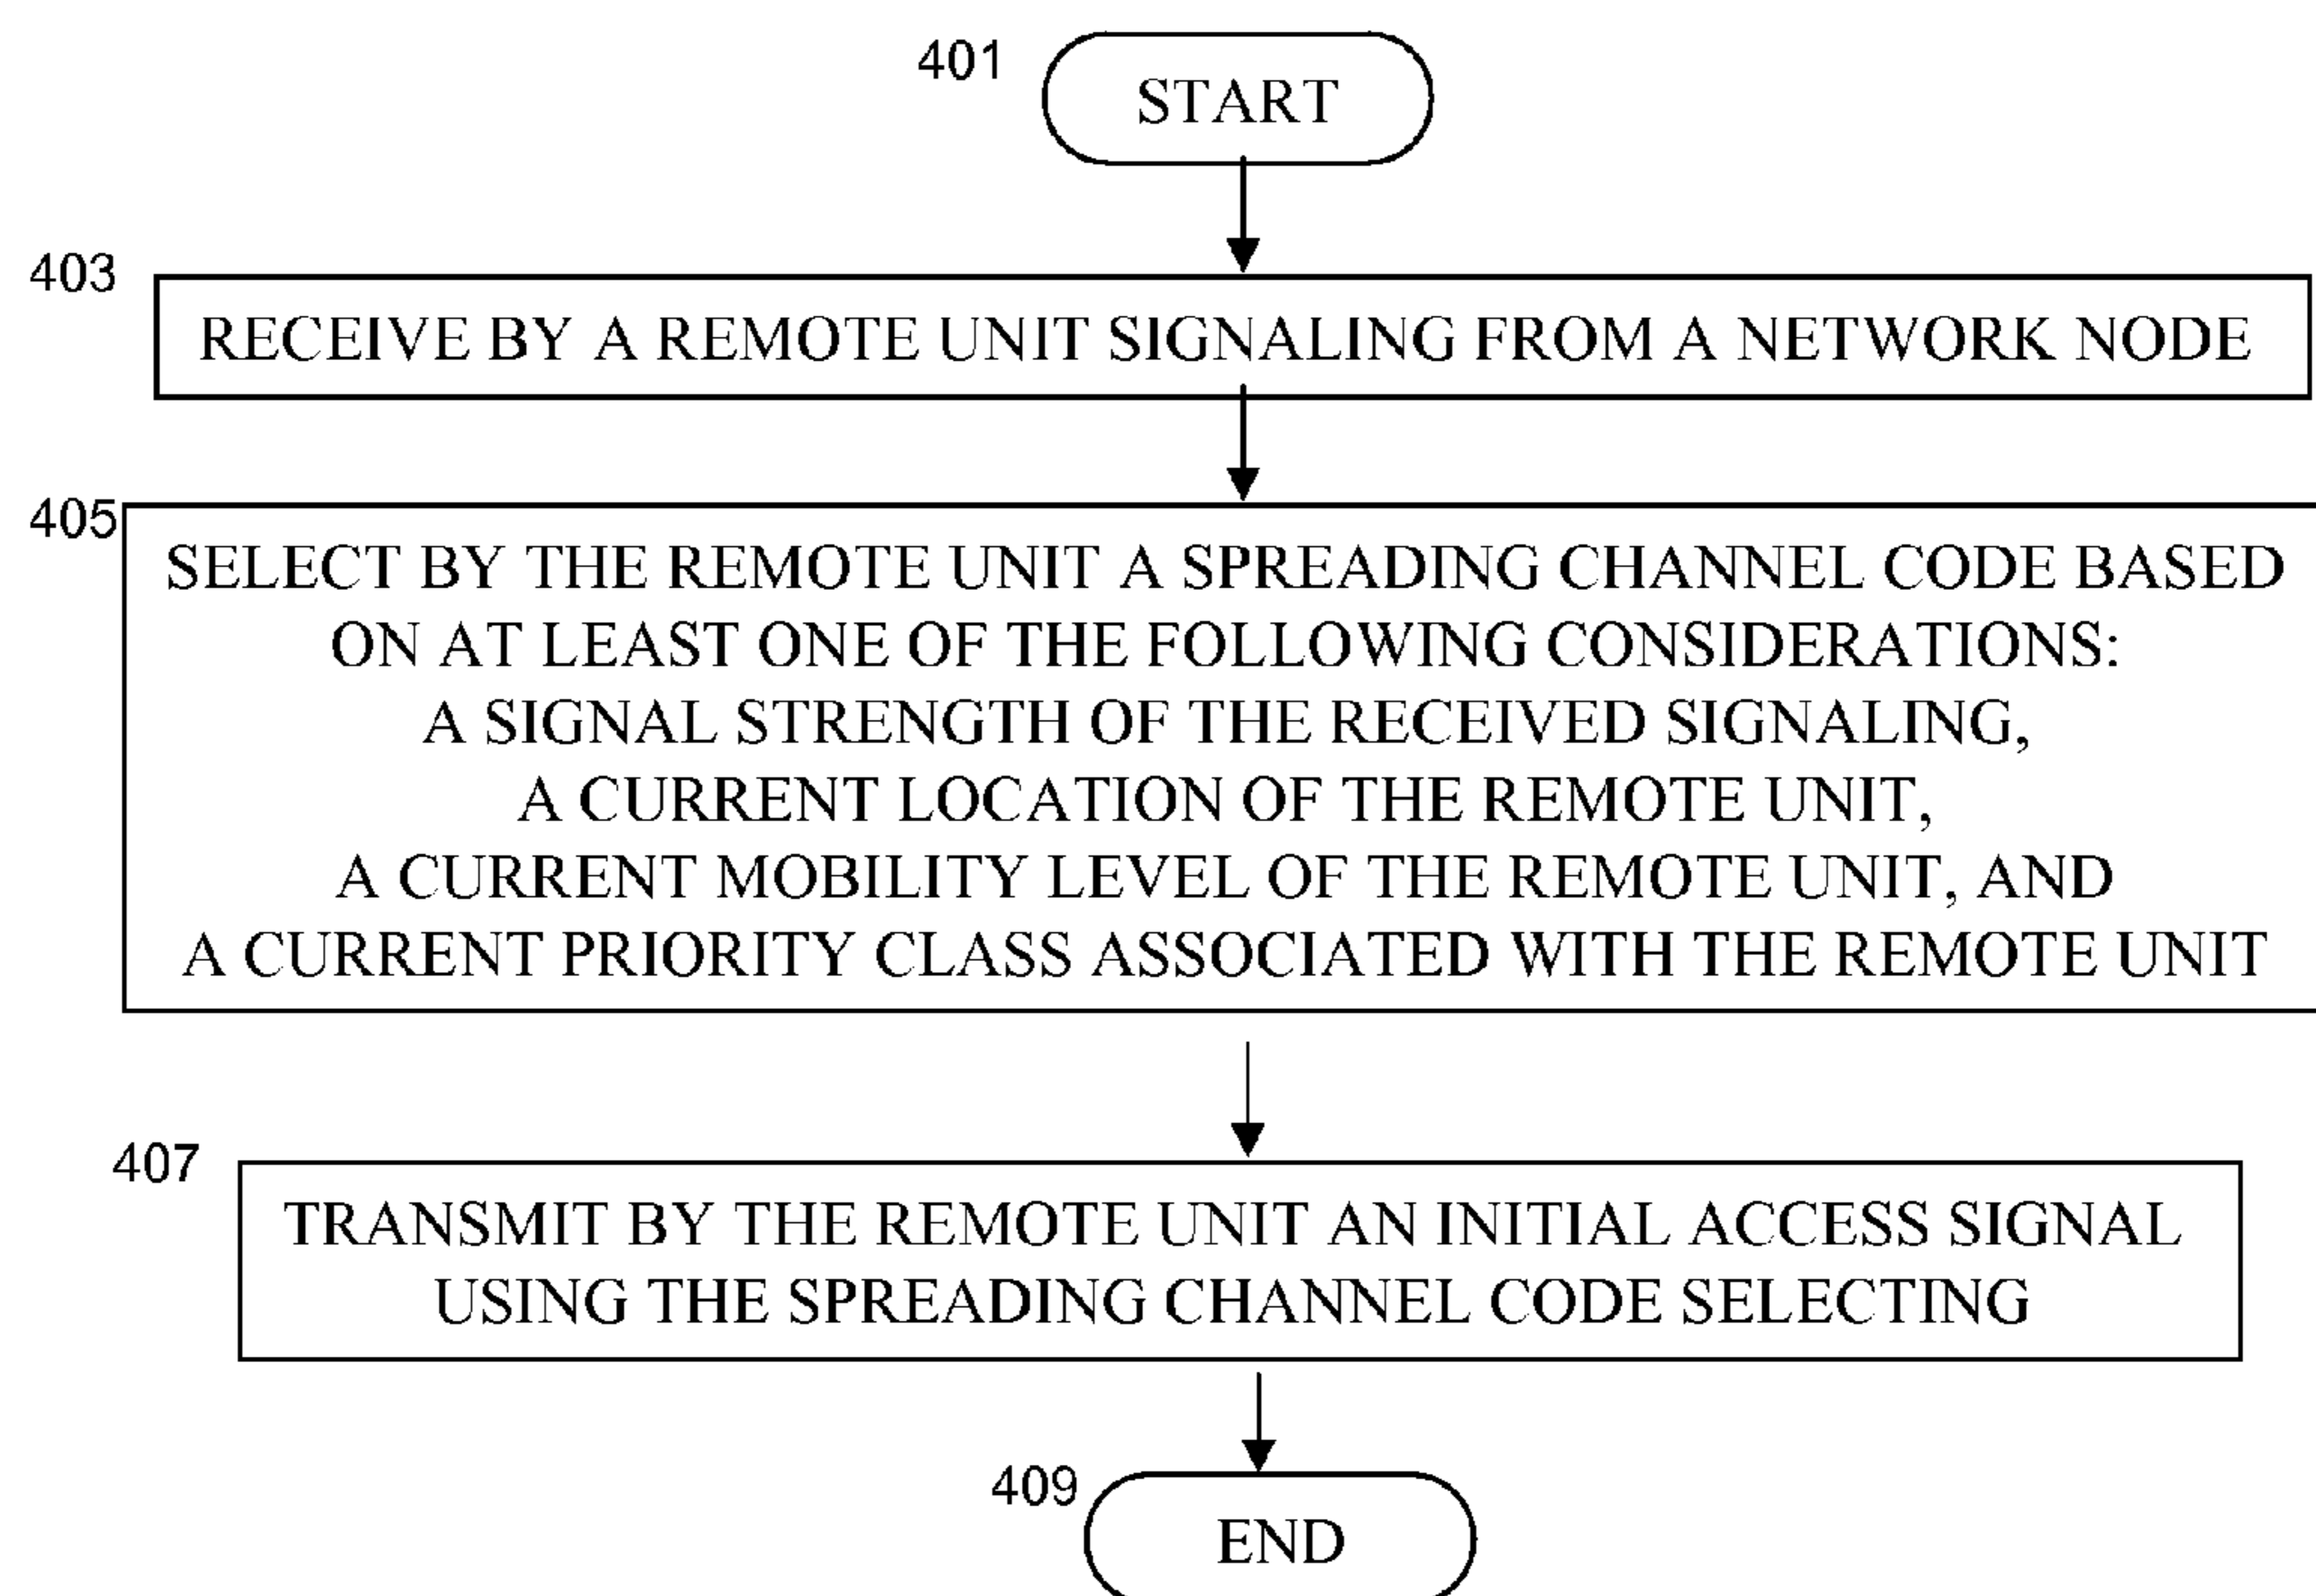 401
START
403
RECEIVE BY A REMOTE UNIT SIGNALING FROM A NETWORK NODE
405
SELECT BY THE REMOTE UNIT A SPREADING CHANNEL CODE BASED
ON AT LEAST ONE OF THE FOLLOWING CONSIDERATIONS:
A SIGNAL STRENGTH OF THE RECEIVED SIGNALING,
A CURRENT LOCATION OF THE REMOTE UNIT,
A CURRENT MOBILITY LEVEL OF THE REMOTE UNIT, AND
A CURRENT PRIORITY CLASS ASSOCIATED WITH THE REMOTE UNIT
407
TRANSMIT BY THE REMOTE UNIT AN INITIAL ACCESS SIGNAL
USING THE SPREADING CHANNEL CODE SELECTING
409
END